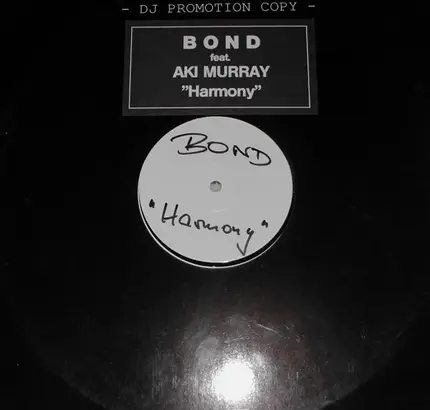 - DJ PROMOTION COPY -
BOND
feat.
AKI MURRAY
"Harmony"
BOND
"Harmony"